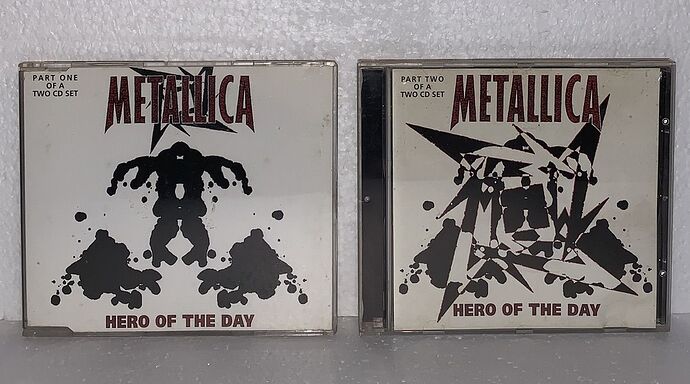 PART ONE
OF A
TWO CD SET
METALLICA
HERO OF THE DAY
PART TWO
OF A
TWO CD SET
METALLICA
HERO OF THE DAY